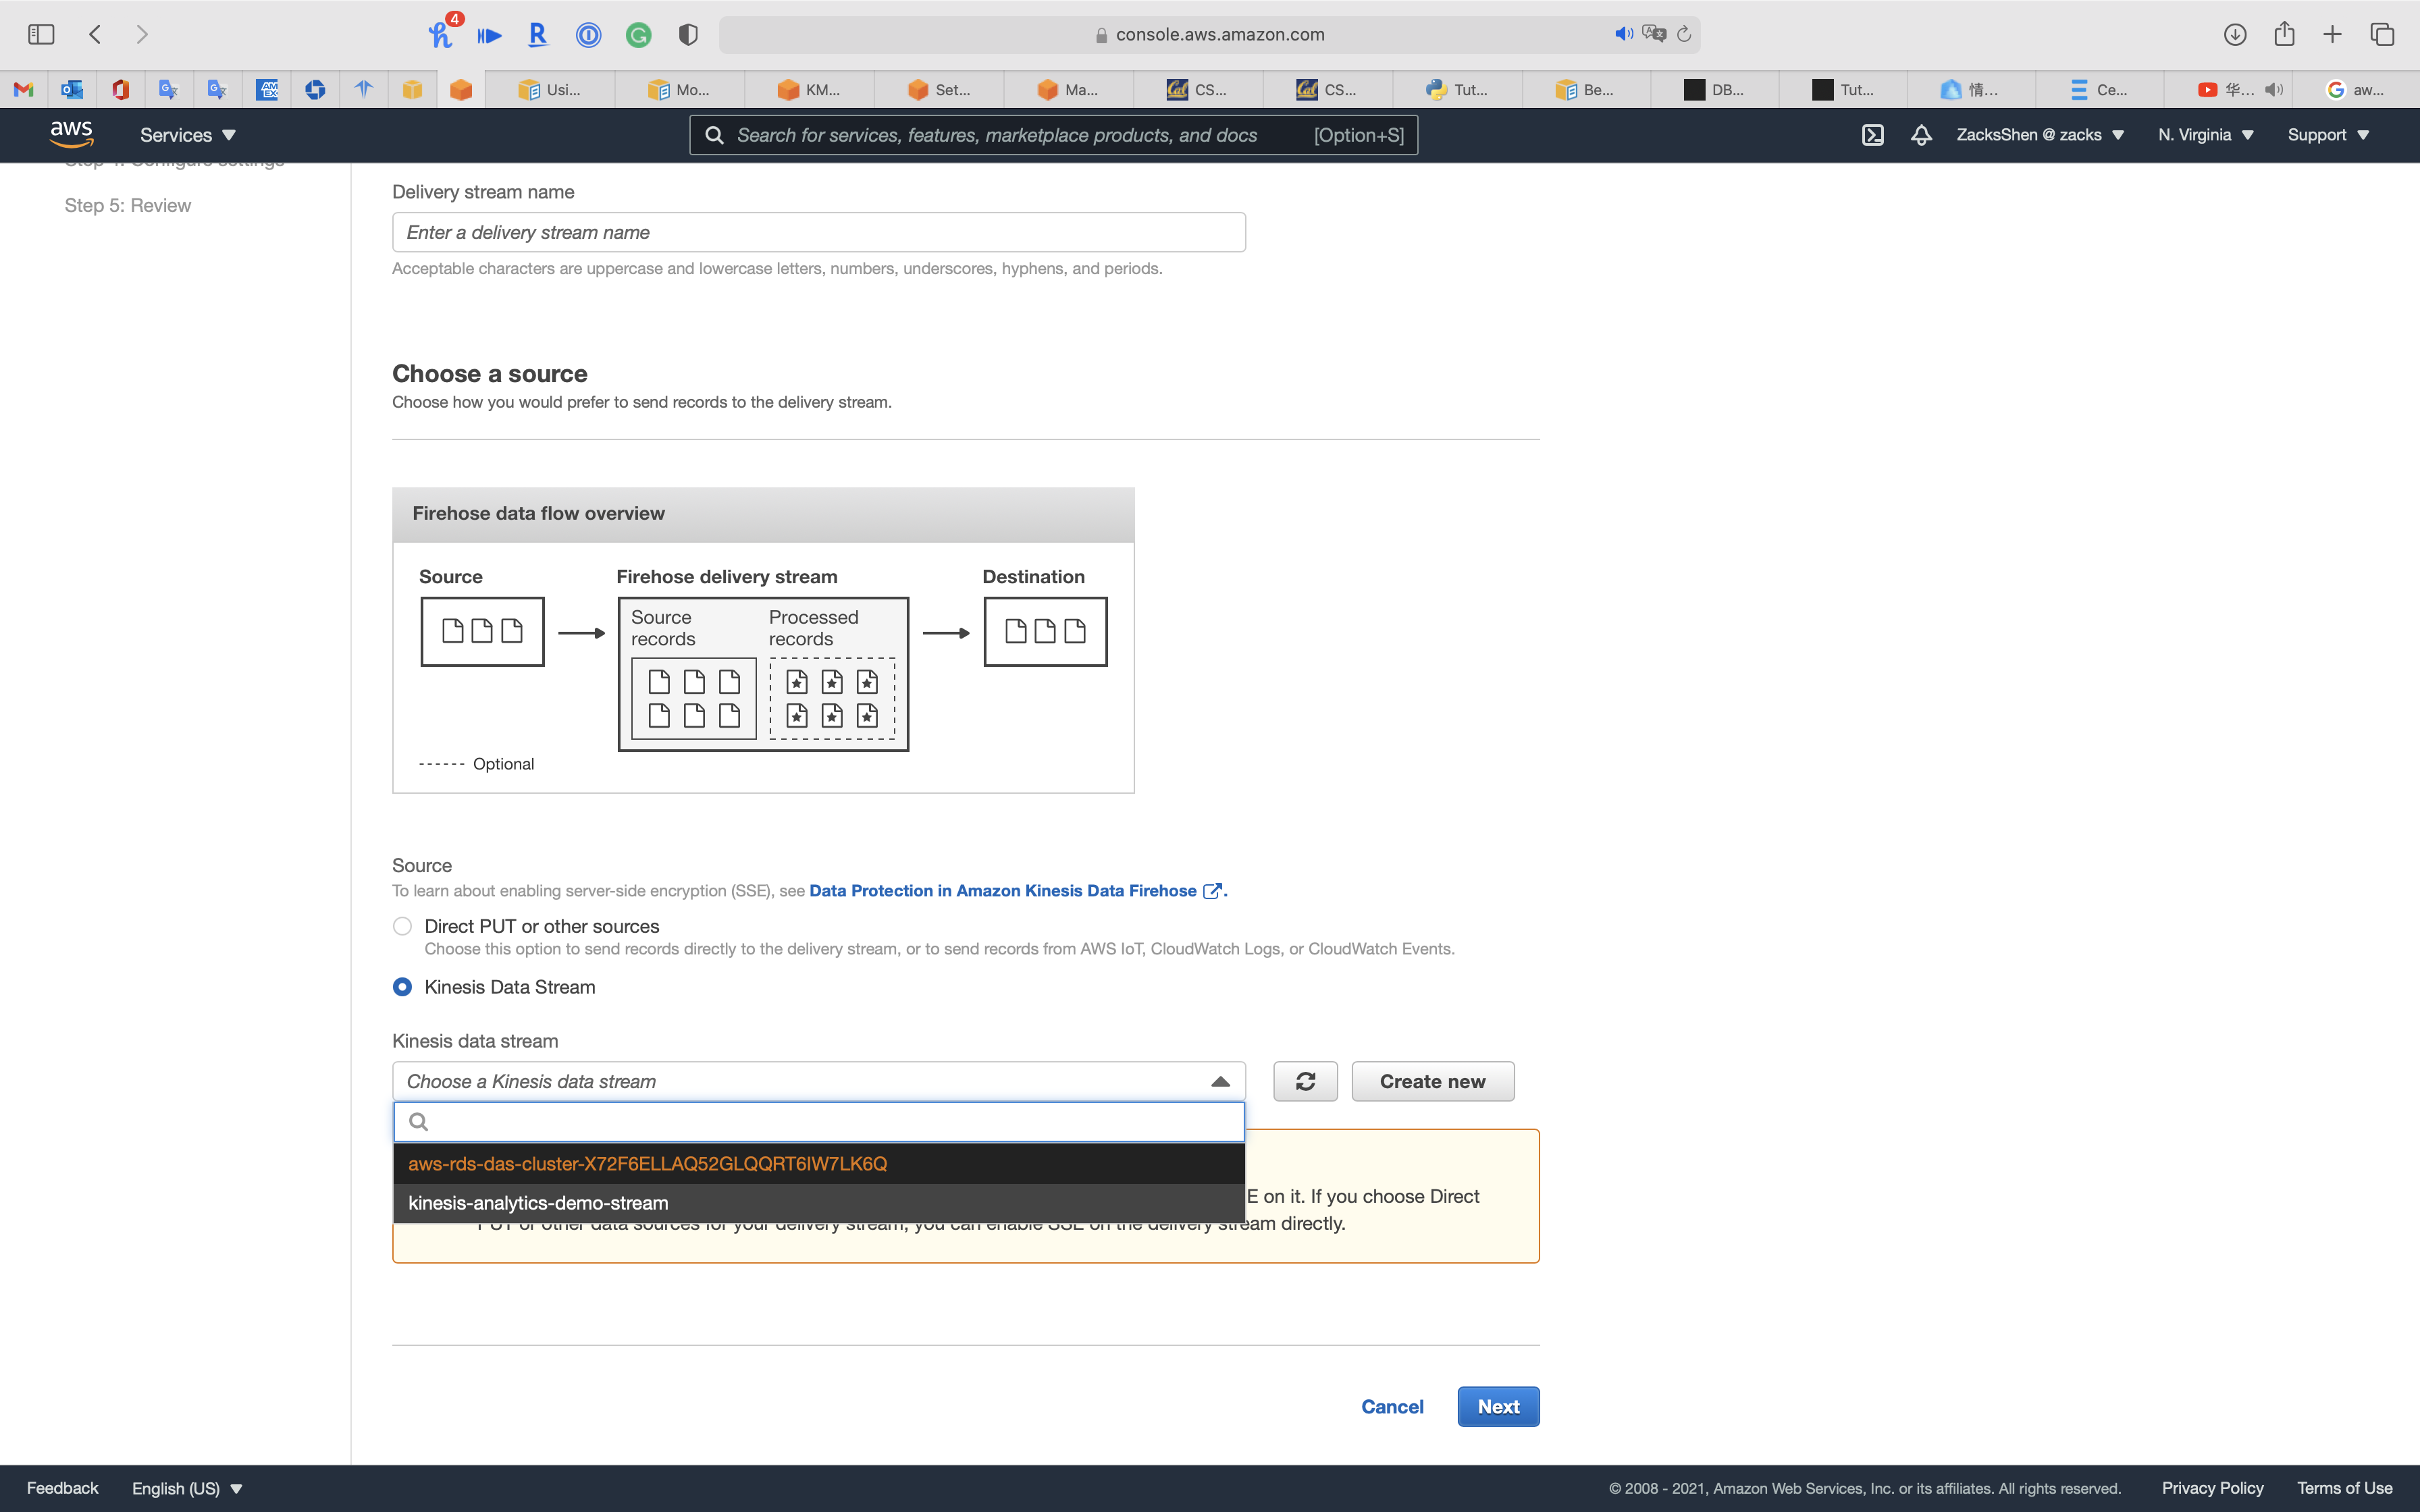 4
console.aws.amazon.com
Usi...
Mo...
KM...
Set...
Ma...
CS...
CS...
Tut...
Be...
DB...
Tut...
情...
Ce...
华...
aw...
aws
Services
Search for services, features, marketplace products, and docs
[Option+S]
ZacksShen @ zacks
N. Virginia
Support
Step 4: Configure settings
Step 5: Review
Delivery stream name
Enter a delivery stream name
Acceptable characters are uppercase and lowercase letters, numbers, underscores, hyphens, and periods.
Choose a source
Choose how you would prefer to send records to the delivery stream.
Firehose data flow overview
Source
Firehose delivery stream
Destination
Source records
Processed records
Optional
Source
To learn about enabling server-side encryption (SSE), see Data Protection in Amazon Kinesis Data Firehose.
Direct PUT or other sources
Choose this option to send records directly to the delivery stream, or to send records from AWS IoT, CloudWatch Logs, or CloudWatch Events.
Kinesis Data Stream
Kinesis data stream
Choose a Kinesis data stream
Create new
aws-rds-das-cluster-X72F6ELLAQ52GLQQRT6IW7LK6Q
kinesis-analytics-demo-stream
E on it. If you choose Direct
PUT or other data sources for your delivery stream, you can enable SSE on the delivery stream directly.
Cancel
Next
Feedback
English (US)
© 2008 - 2021, Amazon Web Services, Inc. or its affiliates. All rights reserved.
Privacy Policy
Terms of Use